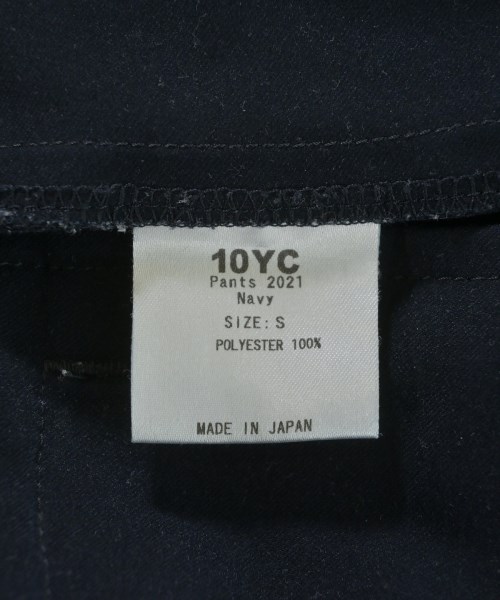 10YC
Pants 2021
Navy
SIZE: S
POLYESTER 100%
MADE IN JAPAN